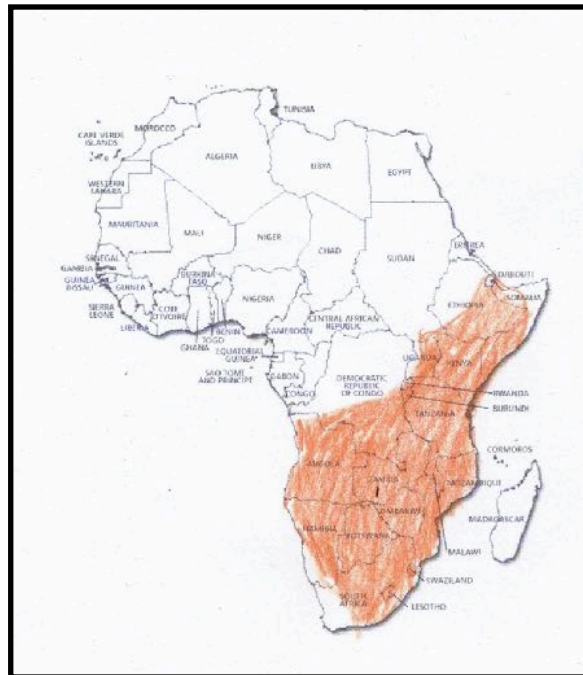 TUNISIA
MOROCCO
CAPE VERDE
ISLANDS
ALGERIA
LIBYA
EGYPT
WESTERN
SAHARA
MAURITANIA
MALI
NIGER
CHAD
SUDAN
ERITREA
SENEGAL
GAMBIA
GUINEA
BISSAU
GUINEA
BURKINA
FASO
DJIBOUTI
SOMALIA
SIERRA
LEONE
COTE
D'IVOIRE
NIGERIA
ETHIOPIA
LIBERIA
BENIN
TOGO
GHANA
CENTRAL AFRICAN
REPUBLIC
CAMEROON
EQUATORIAL
GUINEA
SAO TOME
AND PRINCIPE
GABON
CONGO
DEMOCRATIC
REPUBLIC
OF CONGO
UGANDA
KENYA
RWANDA
BURUNDI
TANZANIA
CORMOROS
ANGOLA
ZAMBIA
MOZAMBIQUE
ZIMBABWE
MADAGASCAR
NAMIBIA
BOTSWANA
MALAWI
SWAZILAND
SOUTH
AFRICA
LESOTHO